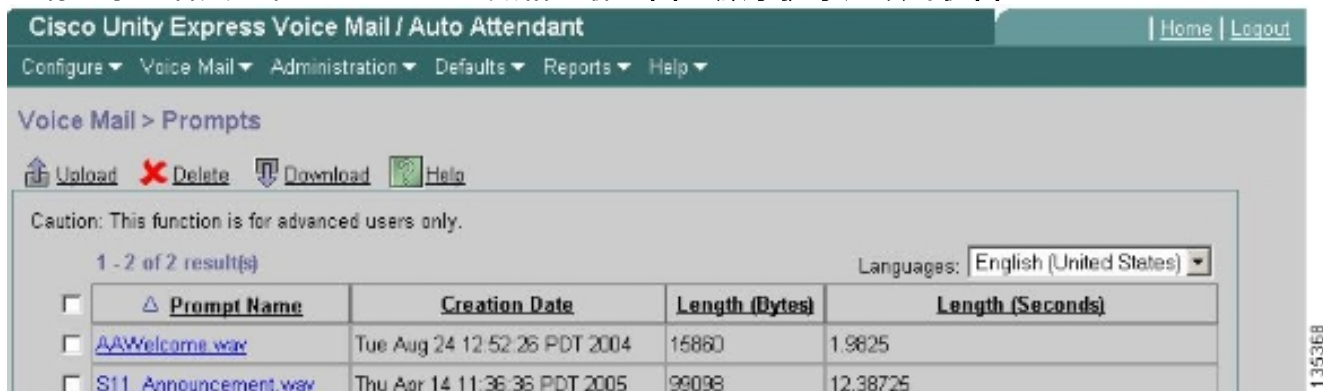 Cisco Unity Express Voice Mail / Auto Attendant
Home | Logout
Configure Voice Mail Administration Defaults Reports Help
Voice Mail > Prompts
Upload Delete Download Help
Caution: This function is for advanced users only.
1 - 2 of 2 result(s)
Languages: English (United States)
Prompt Name Creation Date Length (Bytes) Length (Seconds)
AAWelcome.wav Tue Aug 24 12:52:26 PDT 2004 15860 1.9825
S11_Announcement.wav Thu Apr 14 11:36:36 PDT 2005 99098 12.38725
135368